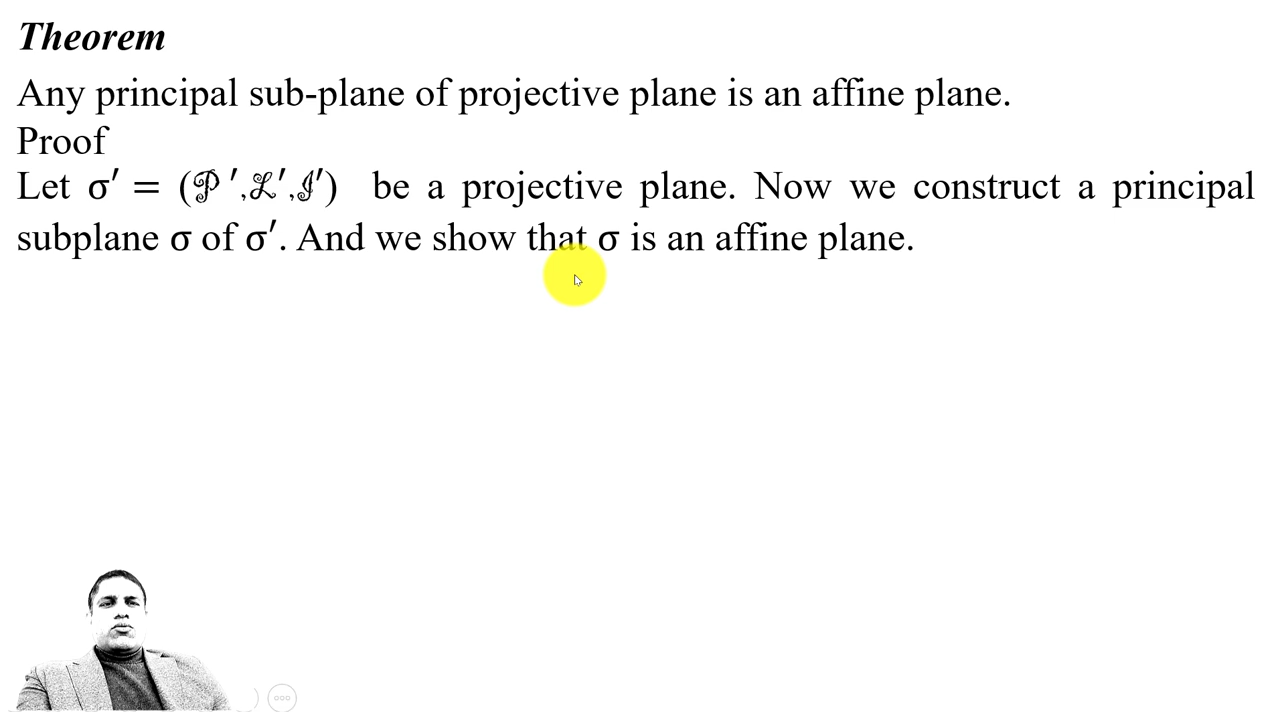 Theorem
Any principal sub-plane of projective plane is an affine plane.
Proof
Let σ′ = (𝒫 ′,ℒ′,ℐ′) be a projective plane. Now we construct a principal
subplane σ of σ′. And we show that σ is an affine plane.